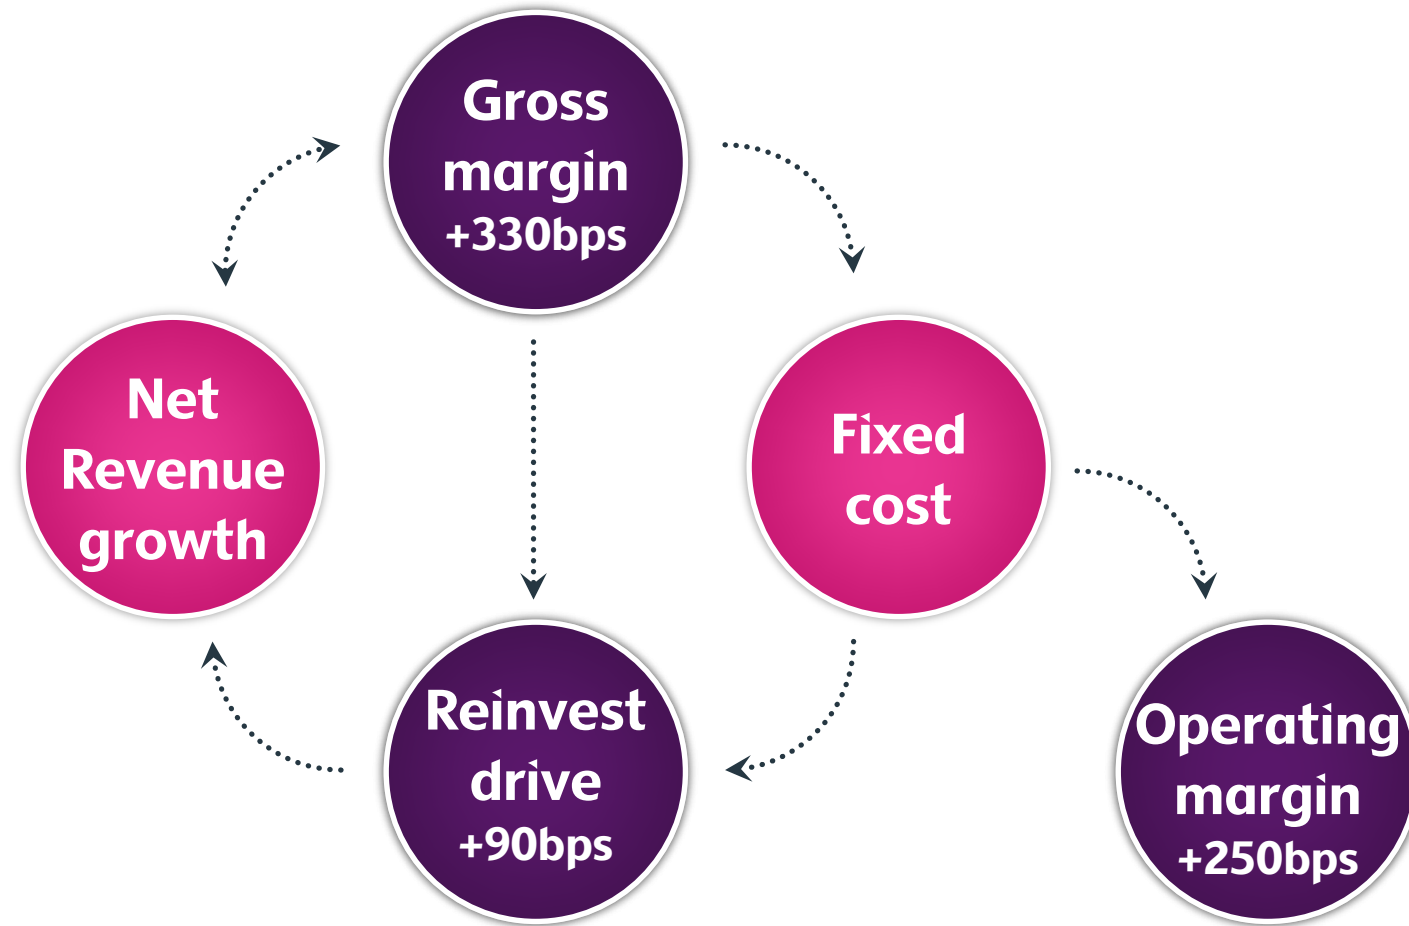 Gross
margin
+330bps
Net
Revenue
growth
Fixed
cost
Reinvest
drive
+90bps
Operating
margin
+250bps